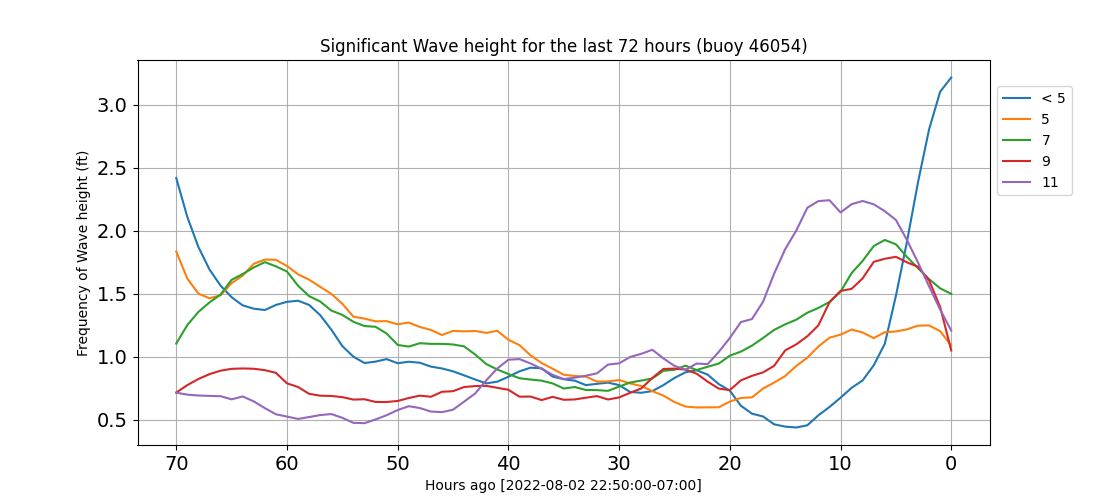 Significant Wave height for the last 72 hours (buoy 46054)
Frequency of Wave height (ft)
3.0
2.5
2.0
1.5
1.0
0.5
70 60 50 40 30 20 10 0
Hours ago [2022-08-02 22:50:00-07:00]
< 5
5
7
9
11